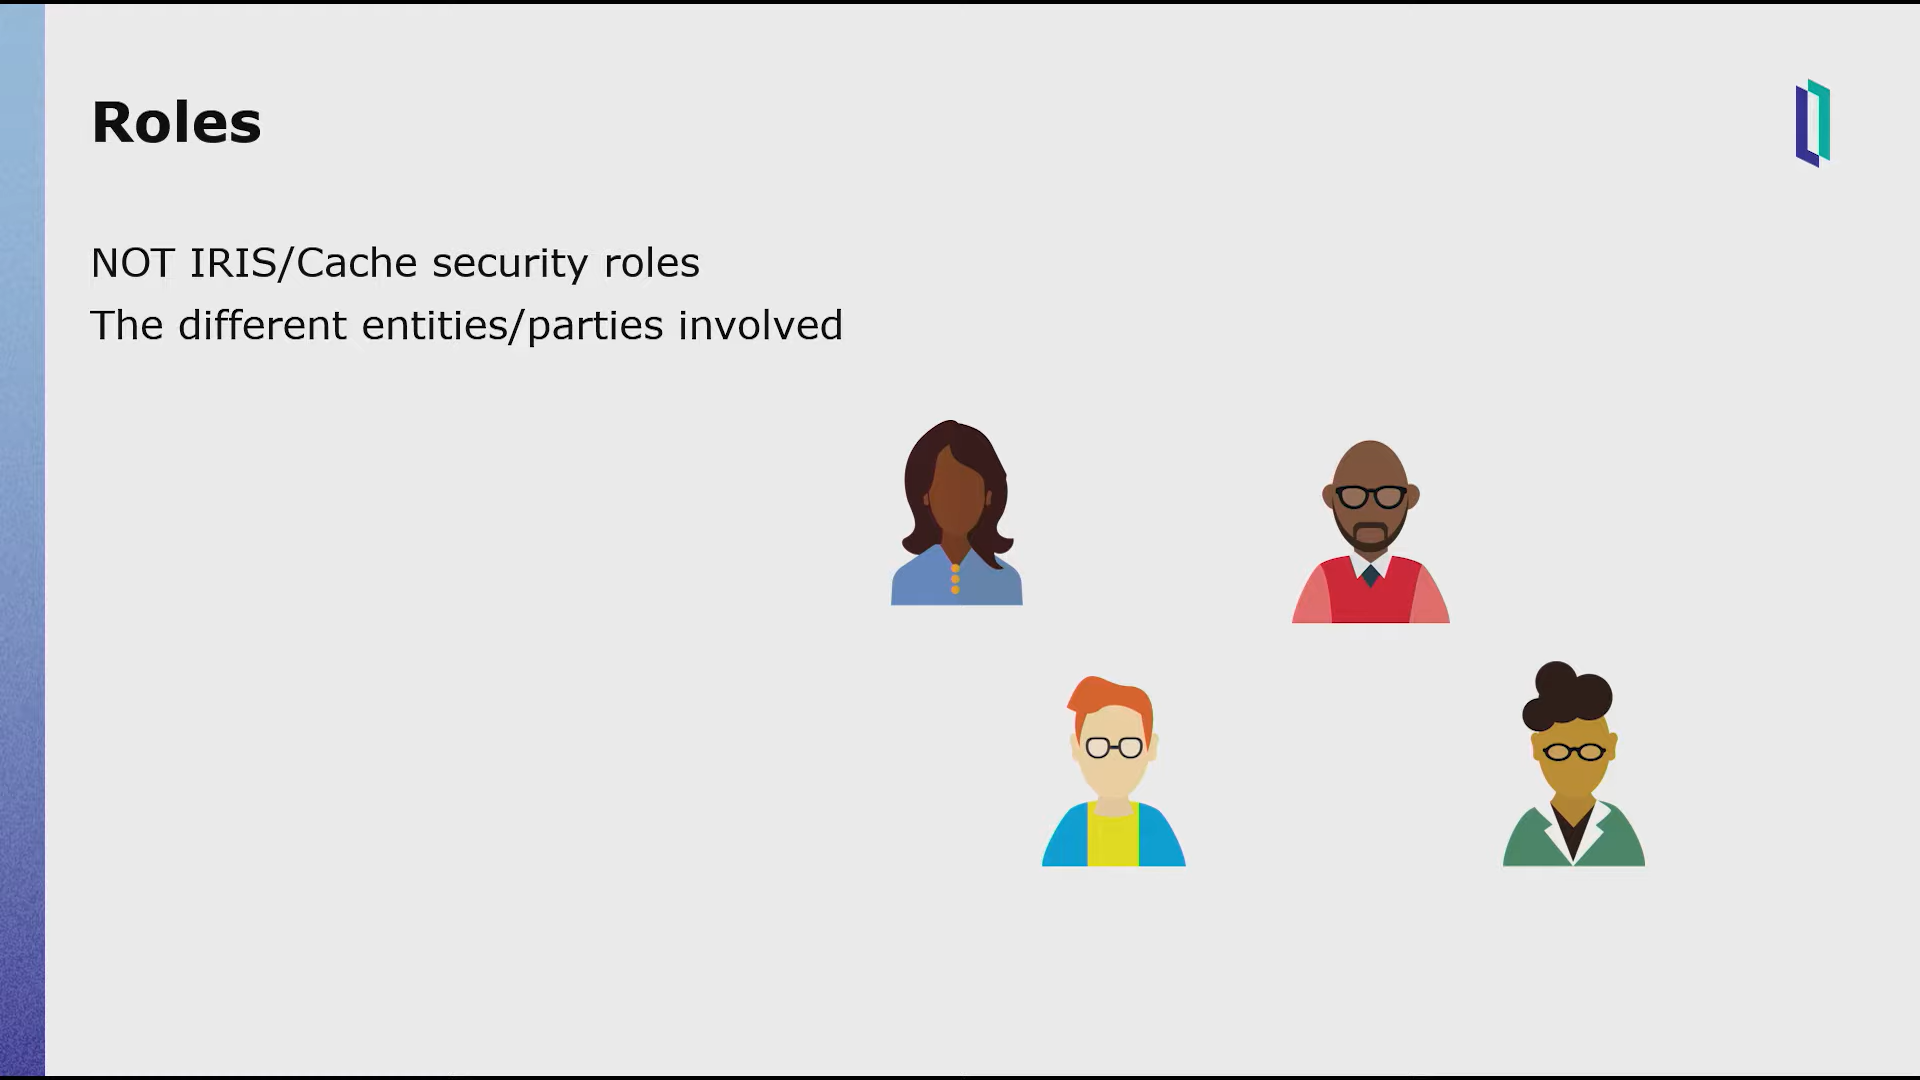 Roles
NOT IRIS/Cache security roles
The different entities/parties involved